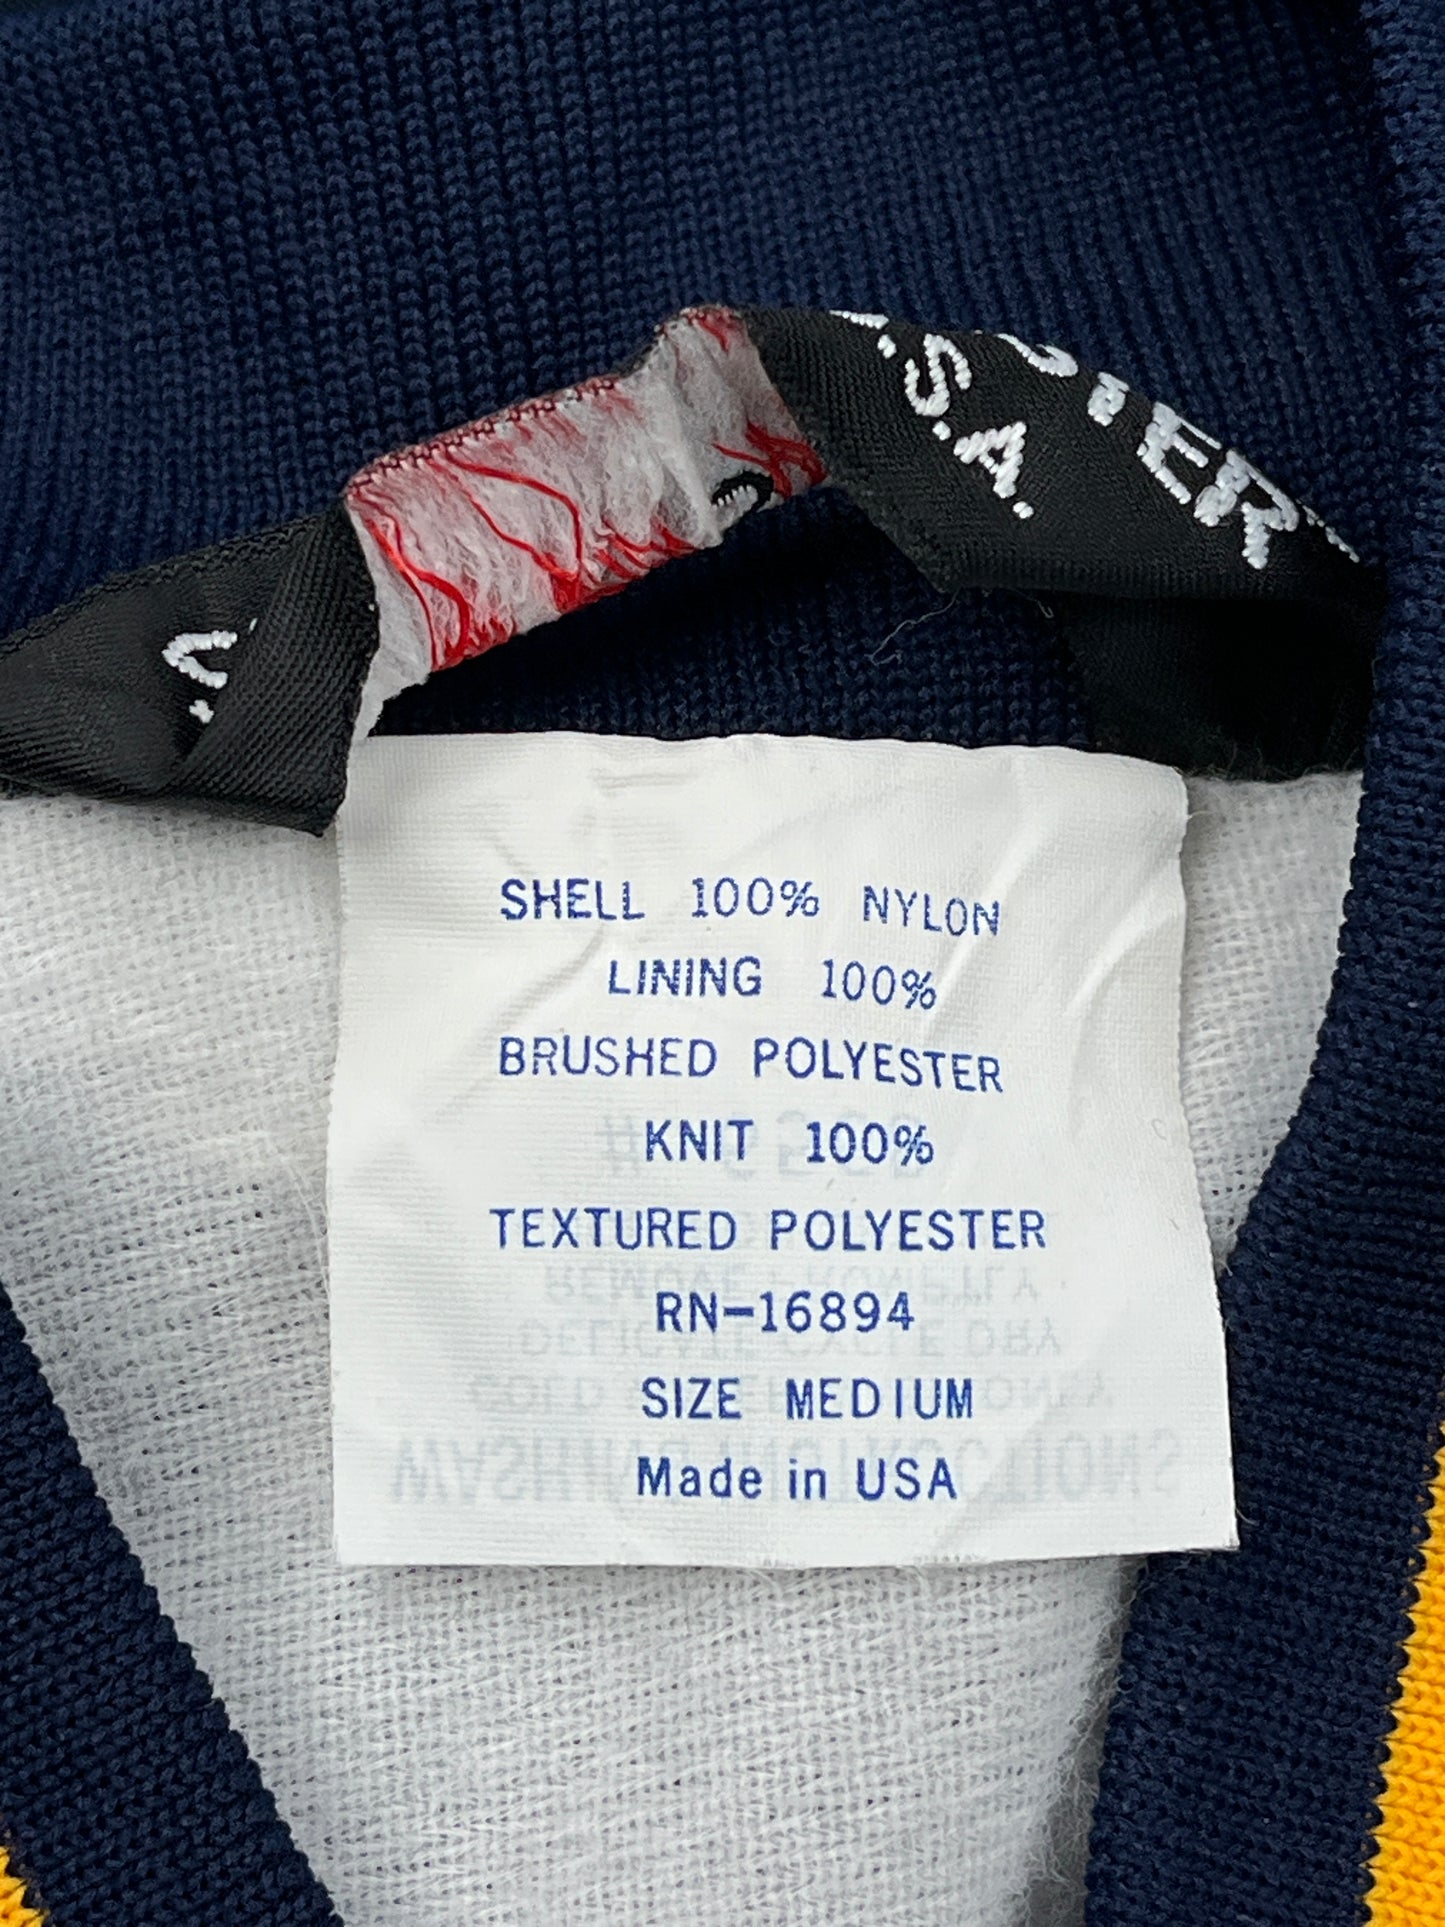 U.S.A.
SHELL 100% NYLON
LINING 100%
BRUSHED POLYESTER
KNIT 100%
TEXTURED POLYESTER
RN-16894
SIZE MEDIUM
Made in USA